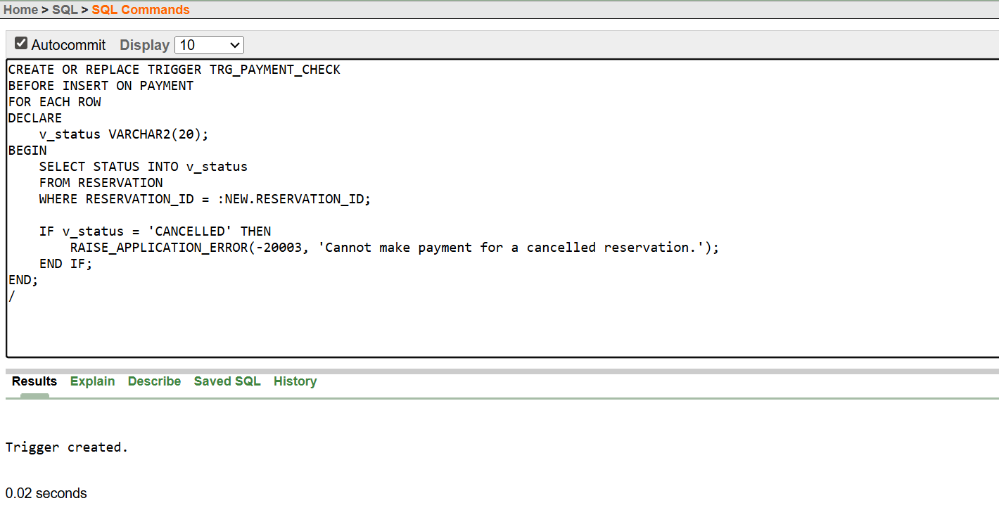 Home > SQL > SQL Commands
Autocommit Display 10
CREATE OR REPLACE TRIGGER TRG_PAYMENT_CHECK
BEFORE INSERT ON PAYMENT
FOR EACH ROW
DECLARE
    v_status VARCHAR2(20);
BEGIN
    SELECT STATUS INTO v_status
    FROM RESERVATION
    WHERE RESERVATION_ID = :NEW.RESERVATION_ID;

    IF v_status = 'CANCELLED' THEN
        RAISE_APPLICATION_ERROR(-20003, 'Cannot make payment for a cancelled reservation.');
    END IF;
END;
/
Results Explain Describe Saved SQL History
Trigger created.
0.02 seconds